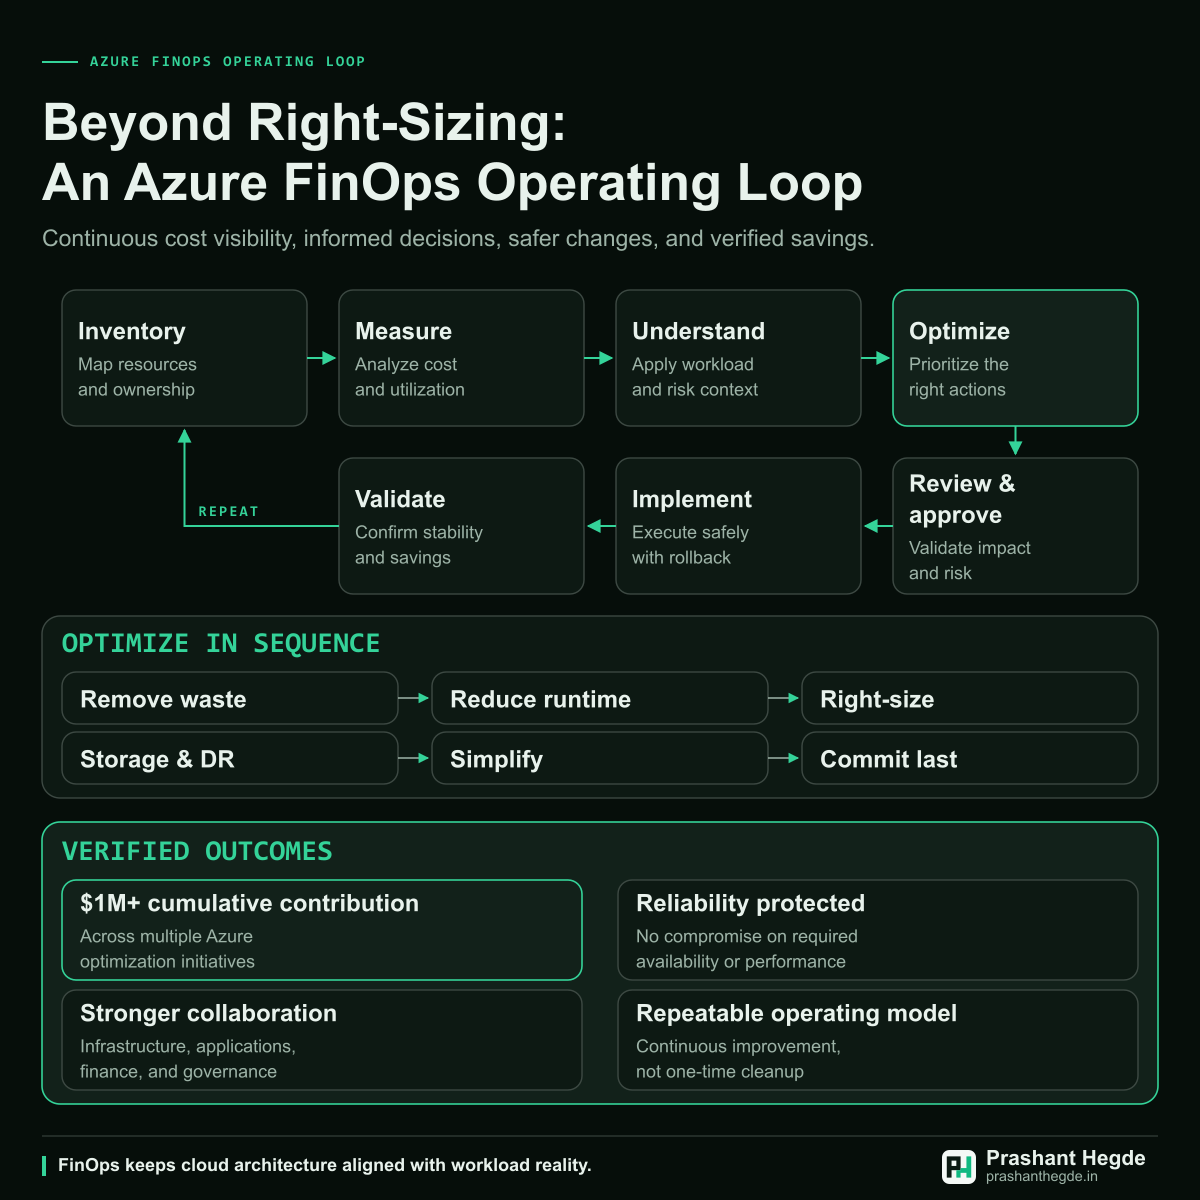 AZURE FINOPS OPERATING LOOP
Beyond Right-Sizing:
An Azure FinOps Operating Loop
Continuous cost visibility, informed decisions, safer changes, and verified savings.
Inventory
Map resources
and ownership
Measure
Analyze cost
and utilization
Understand
Apply workload
and risk context
Optimize
Prioritize the
right actions
Review &
approve
Validate impact
and risk
Implement
Execute safely
with rollback
Validate
Confirm stability
and savings
REPEAT
OPTIMIZE IN SEQUENCE
Remove waste
Reduce runtime
Right-size
Storage & DR
Simplify
Commit last
VERIFIED OUTCOMES
$1M+ cumulative contribution
Across multiple Azure
optimization initiatives
Reliability protected
No compromise on required
availability or performance
Stronger collaboration
Infrastructure, applications,
finance, and governance
Repeatable operating model
Continuous improvement,
not one-time cleanup
FinOps keeps cloud architecture aligned with workload reality.
PH
Prashant Hegde
prashanthegde.in